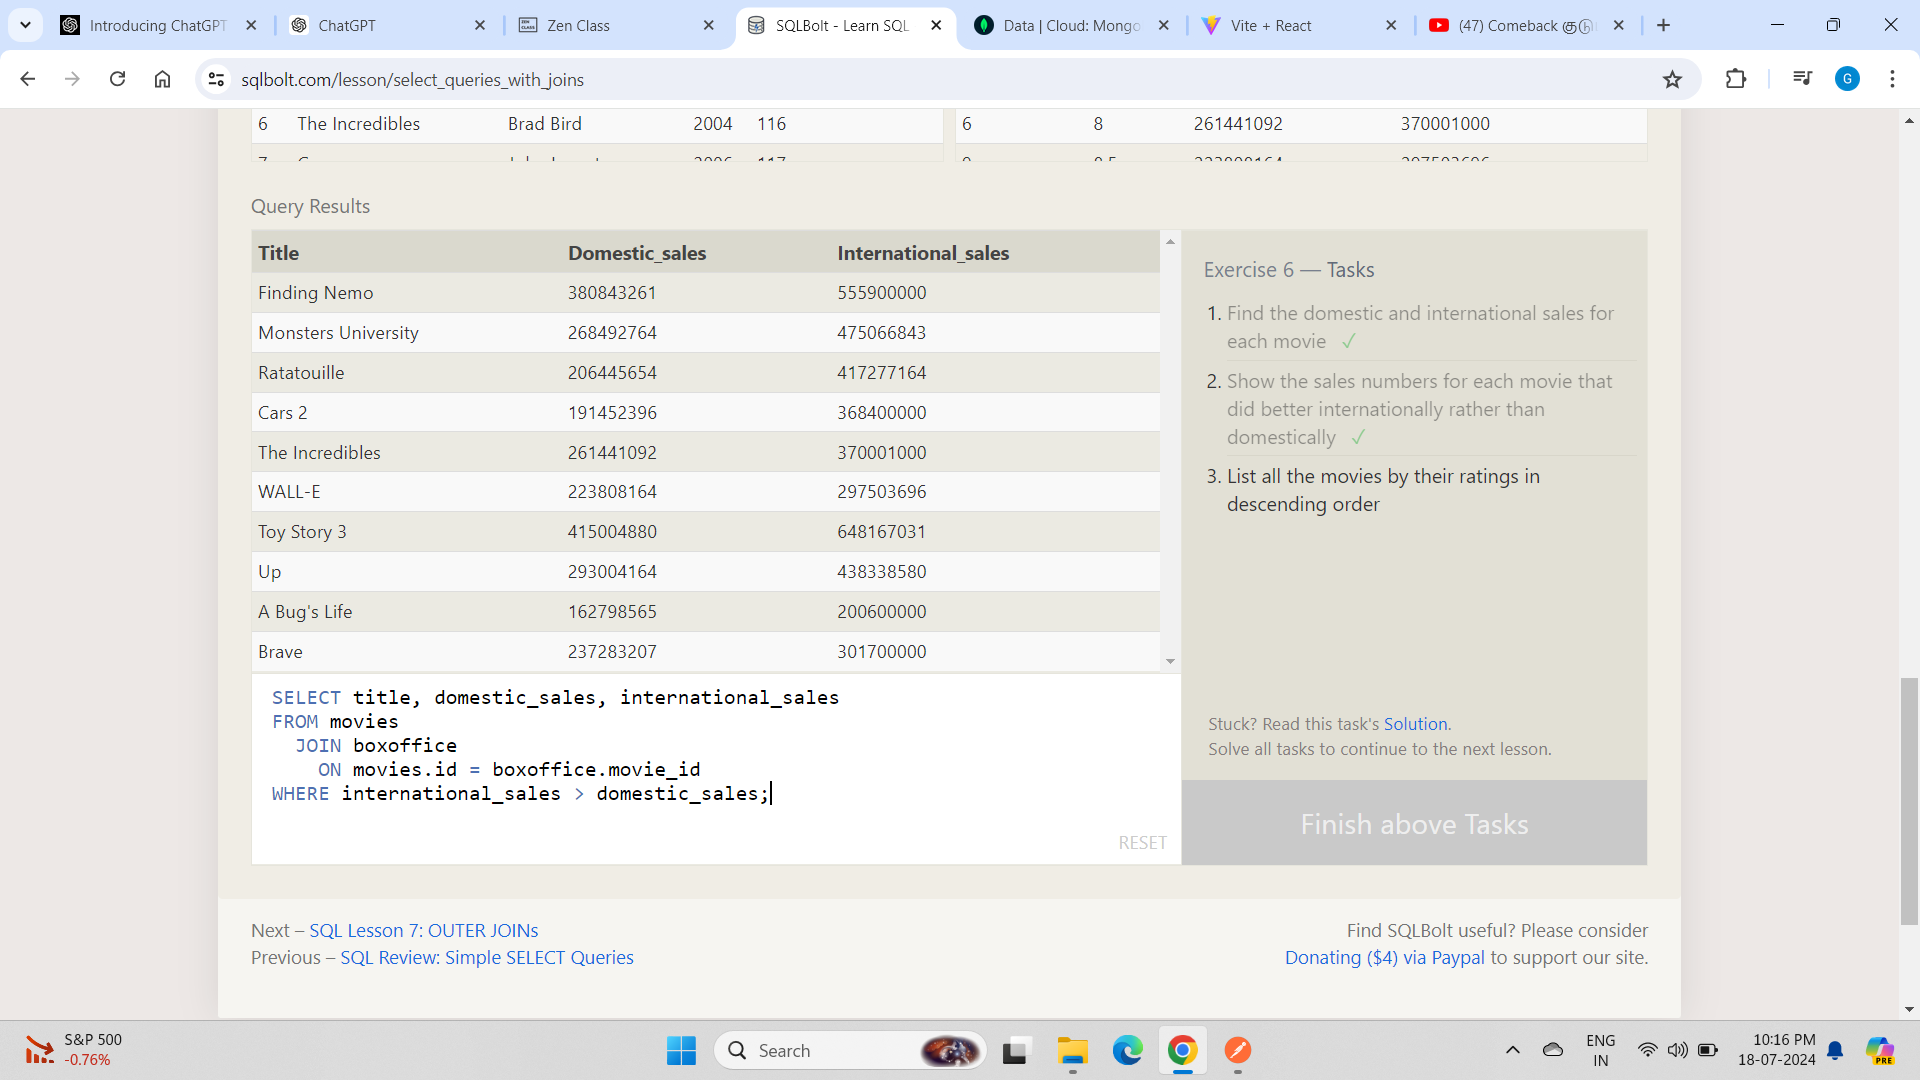 Introducing ChatGPT
ChatGPT
Zen Class
SQLBolt - Learn SQL
Data | Cloud: Mongo
Vite + React
(47) Comeback
sqlbolt.com/lesson/select_queries_with_joins
G
6 The Incredibles Brad Bird 2004 116
6 8 261441092 370001000
Query Results
Title Domestic_sales International_sales
Finding Nemo 380843261 555900000
Monsters University 268492764 475066843
Ratatouille 206445654 417277164
Cars 2 191452396 368400000
The Incredibles 261441092 370001000
WALL-E 223808164 297503696
Toy Story 3 415004880 648167031
Up 293004164 438338580
A Bug's Life 162798565 200600000
Brave 237283207 301700000
Exercise 6 — Tasks
1. Find the domestic and international sales for
each movie ✓
2. Show the sales numbers for each movie that
did better internationally rather than
domestically ✓
3. List all the movies by their ratings in
descending order
Stuck? Read this task's Solution.
Solve all tasks to continue to the next lesson.
Finish above Tasks
SELECT title, domestic_sales, international_sales
FROM movies
JOIN boxoffice
ON movies.id = boxoffice.movie_id
WHERE international_sales > domestic_sales;
RESET
Next – SQL Lesson 7: OUTER JOINs
Previous – SQL Review: Simple SELECT Queries
Find SQLBolt useful? Please consider
Donating ($4) via Paypal to support our site.
S&P 500
-0.76%
Search
ENG
IN
10:16 PM
18-07-2024
PRE